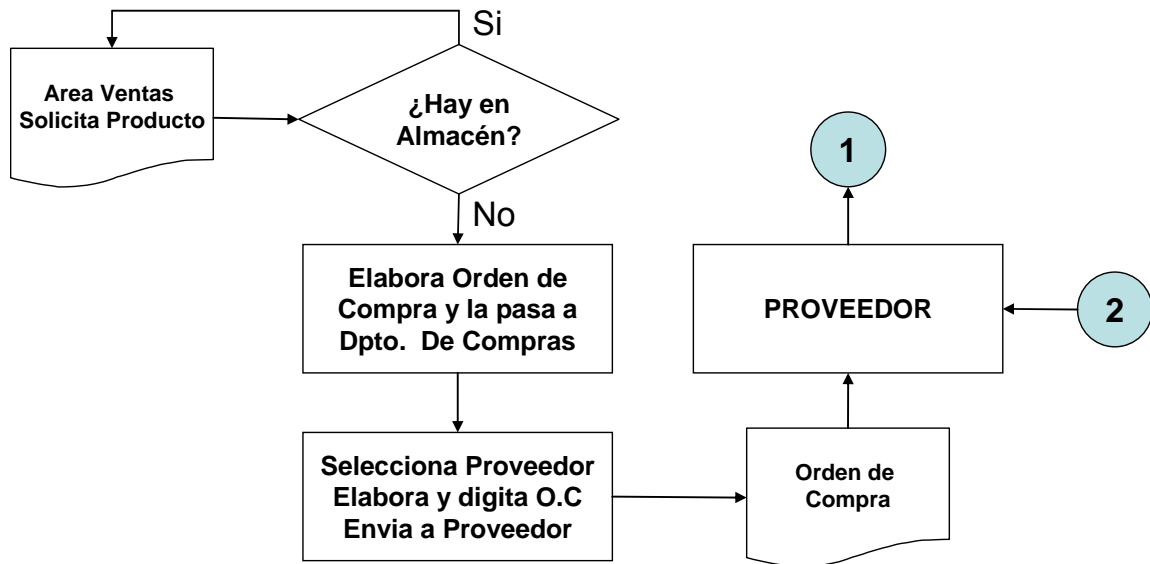 Si
Area Ventas
Solicita Producto
¿Hay en
Almacén?
No
1
Elabora Orden de
Compra y la pasa a
Dpto. De Compras
PROVEEDOR
2
Selecciona Proveedor
Elabora y digita O.C
Envia a Proveedor
Orden de
Compra